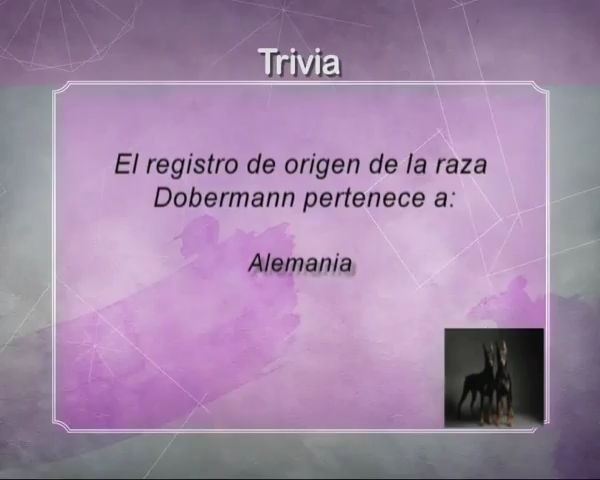 Trivia
El registro de origen de la raza
Dobermann pertenece a:
Alemania